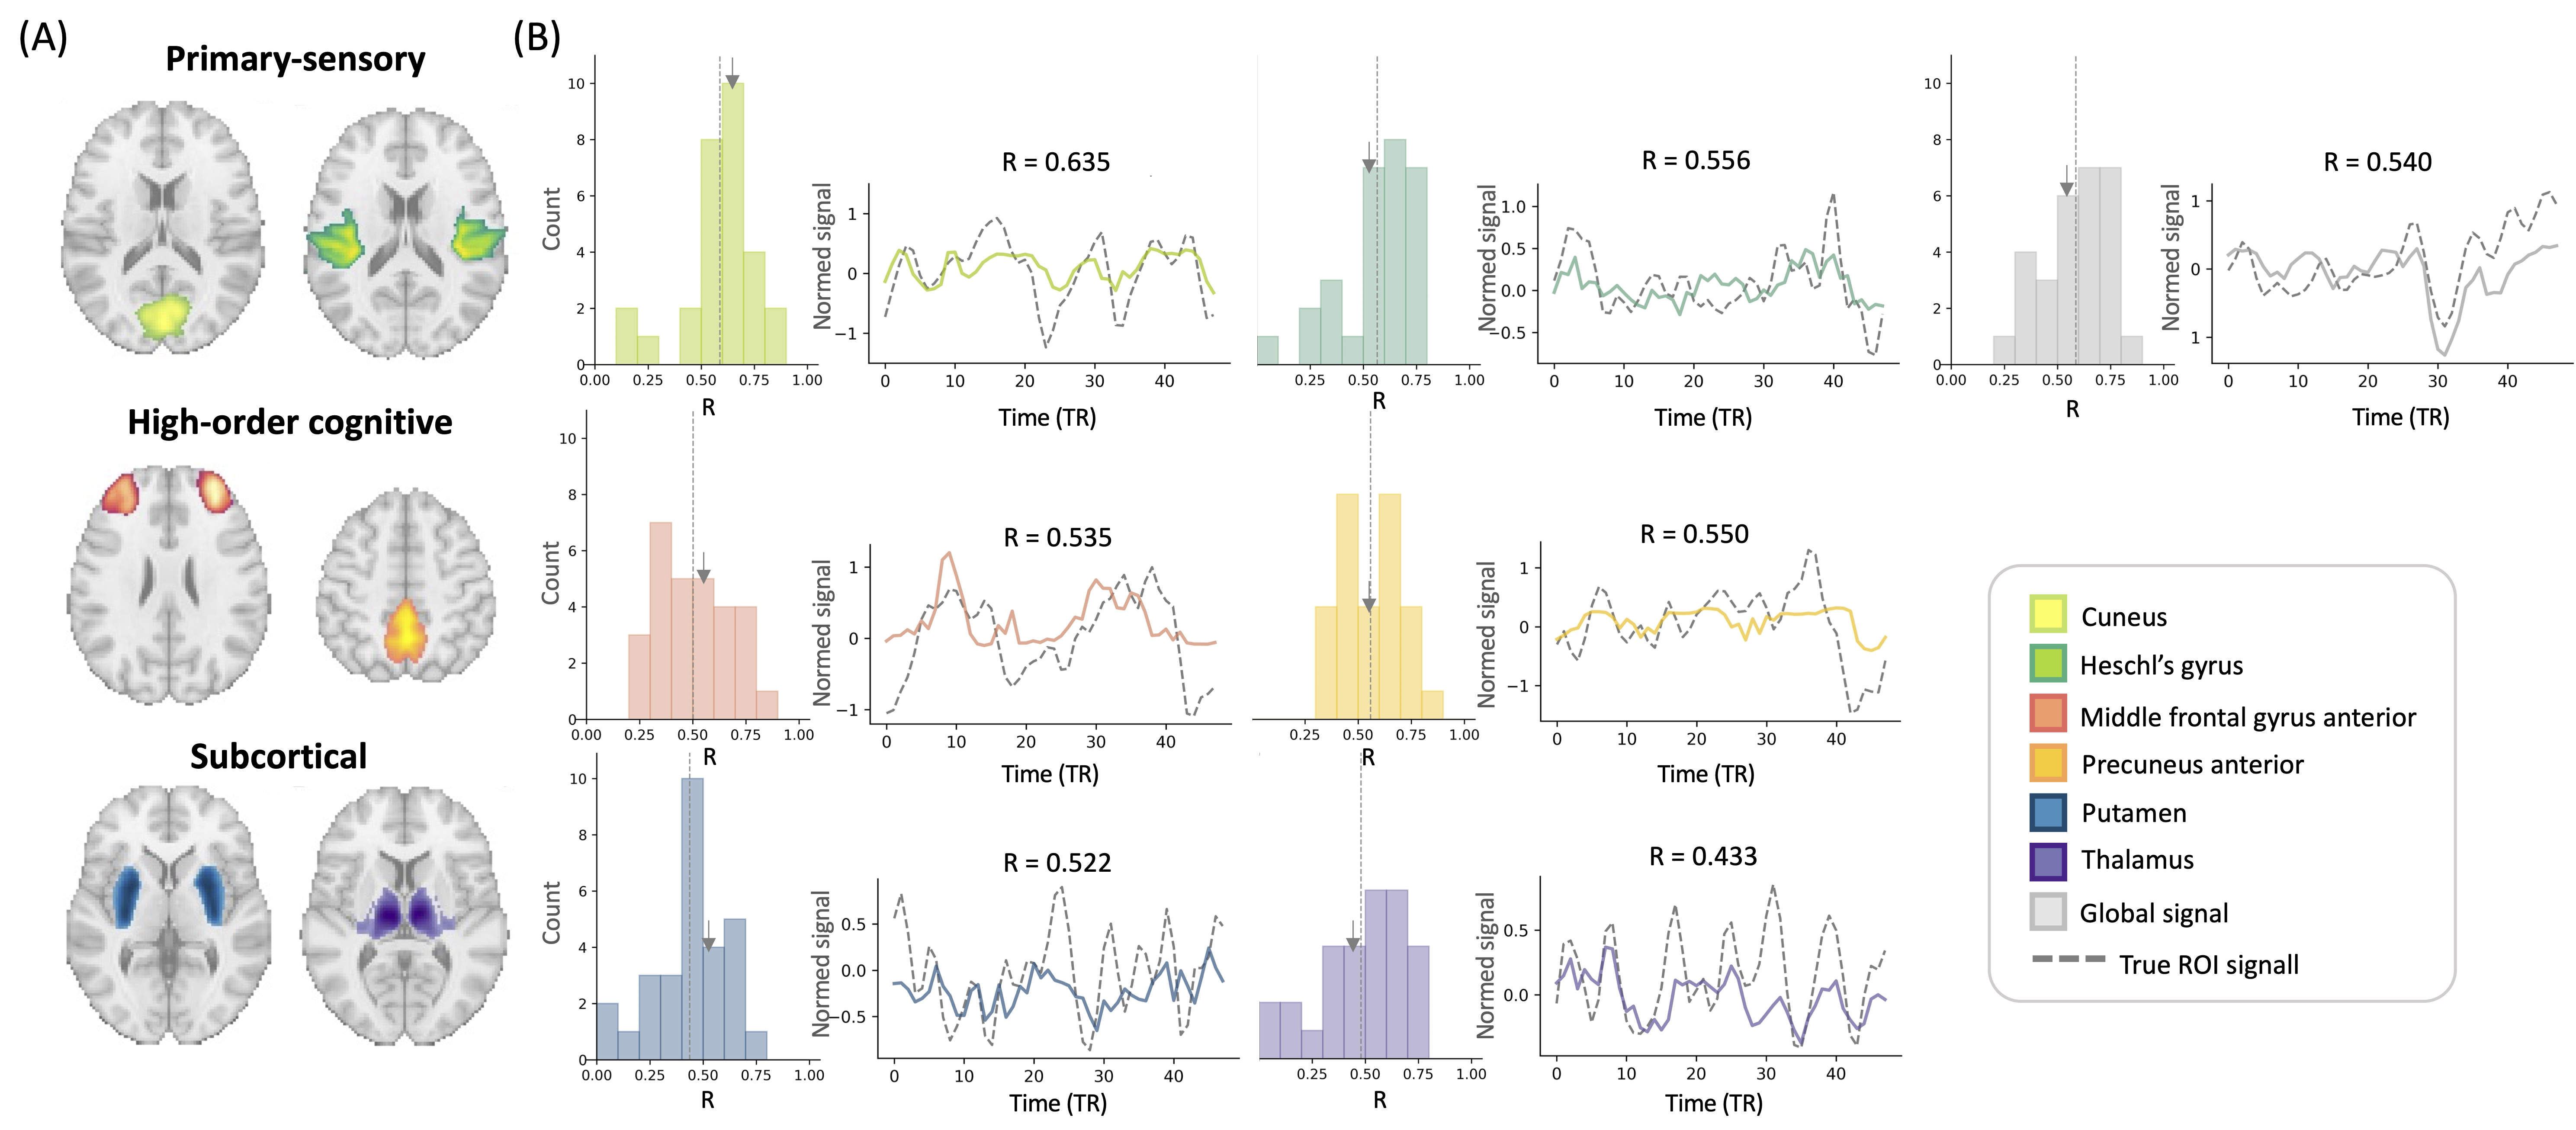 (A)
(B)
Primary-sensory
Count
10
8
6
4
2
0
0.00 0.25 0.50 0.75 1.00
R
R = 0.635
Normed signal
1
0
−1
0 10 20 30 40
Time (TR)
0.25 0.50 0.75 1.00
R
R = 0.556
Normed signal
1.0
0.5
0.0
−0.5
0 10 20 30 40
Time (TR)
10
8
6
4
2
0
0.00 0.25 0.50 0.75 1.00
R
R = 0.540
Normed signal
1
0
1
0 10 20 30 40
Time (TR)
High-order cognitive
Count
10
8
6
4
2
0
0.00 0.25 0.50 0.75 1.00
R
R = 0.535
Normed signal
1
0
−1
0 10 20 30 40
Time (TR)
0.25 0.50 0.75 1.00
R
R = 0.550
Normed signal
1
0
−1
0 10 20 30 40
Time (TR)
Subcortical
Count
10
8
6
4
2
0
0.00 0.25 0.50 0.75 1.00
R
R = 0.522
Normed signal
0.5
0.0
−0.5
0 10 20 30 40
Time (TR)
0.25 0.50 0.75 1.00
R
R = 0.433
Normed signal
0.5
0.0
0 10 20 30 40
Time (TR)
Cuneus
Heschl's gyrus
Middle frontal gyrus anterior
Precuneus anterior
Putamen
Thalamus
Global signal
True ROI signall